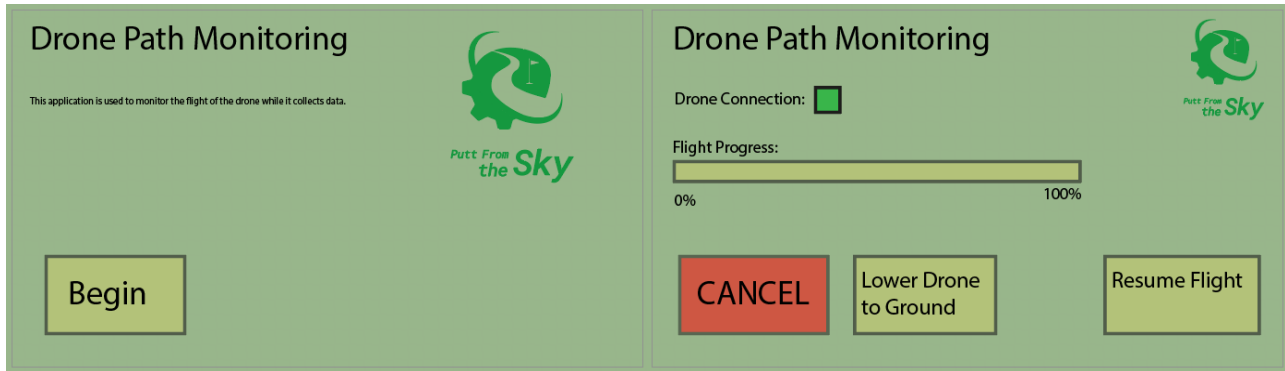 Drone Path Monitoring
This application is used to monitor the flight of the drone while it collects data.
Putt From
the Sky
Begin
Drone Path Monitoring
Putt From
the Sky
Drone Connection:
Flight Progress:
0%
100%
CANCEL
Lower Drone
to Ground
Resume Flight